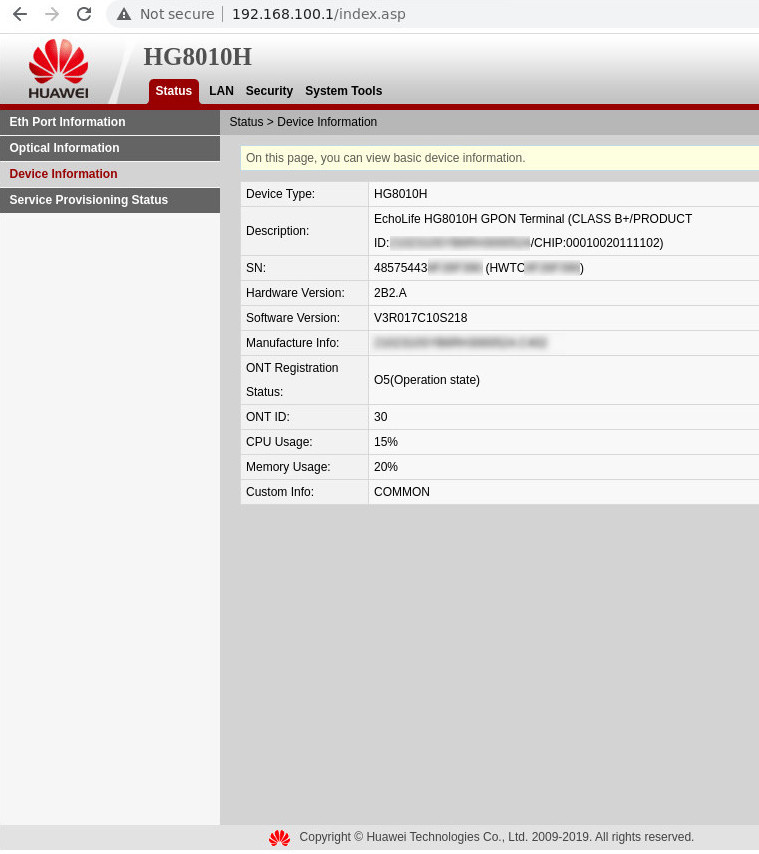 Not secure 192.168.100.1/index.asp
HG8010H
HUAWEI
Status LAN Security System Tools
Eth Port Information
Optical Information
Device Information
Service Provisioning Status
Status > Device Information
On this page, you can view basic device information.
Device Type: HG8010H
Description: EchoLife HG8010H GPON Terminal (CLASS B+/PRODUCT
ID: /CHIP:00010020111102)
SN: 48575443 (HWTC )
Hardware Version: 2B2.A
Software Version: V3R017C10S218
Manufacture Info:
ONT Registration
Status: O5(Operation state)
ONT ID: 30
CPU Usage: 15%
Memory Usage: 20%
Custom Info: COMMON
Copyright © Huawei Technologies Co., Ltd. 2009-2019. All rights reserved.